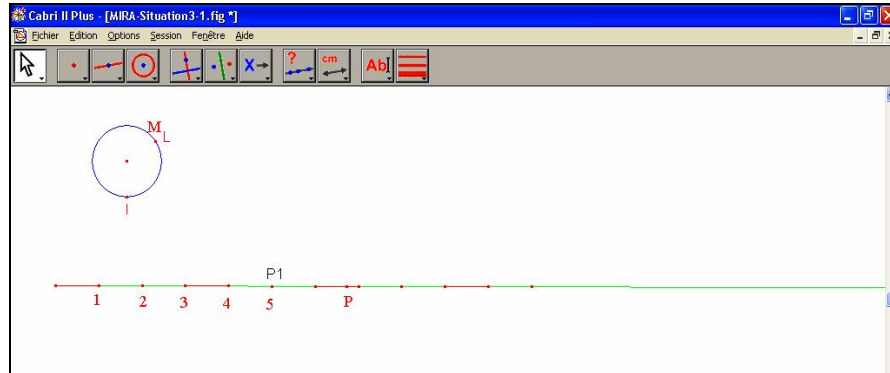 Cabri II Plus - [MIRA-Situation3-1.fig *]
Fichier Edition Options Session Fenêtre Aide
? cm Ab
M
L
I
P1
1 2 3 4 5 P